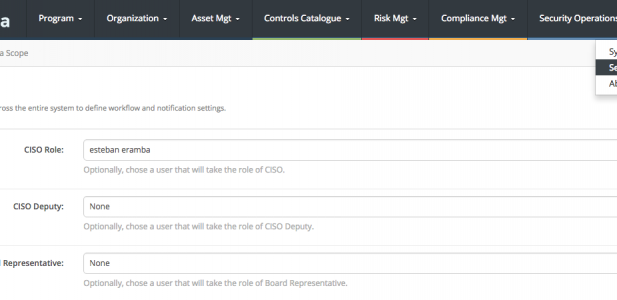 a Program Organization Asset Mgt Controls Catalogue Risk Mgt Compliance Mgt Security Operations
a Scope
Sy
Se
Ab
ross the entire system to define workflow and notification settings.
CISO Role: esteban eramba
Optionally, chose a user that will take the role of CISO.
CISO Deputy: None
Optionally, chose a user that will take the role of CISO Deputy.
Representative: None
Optionally, chose a user that will take the role of Board Representative.